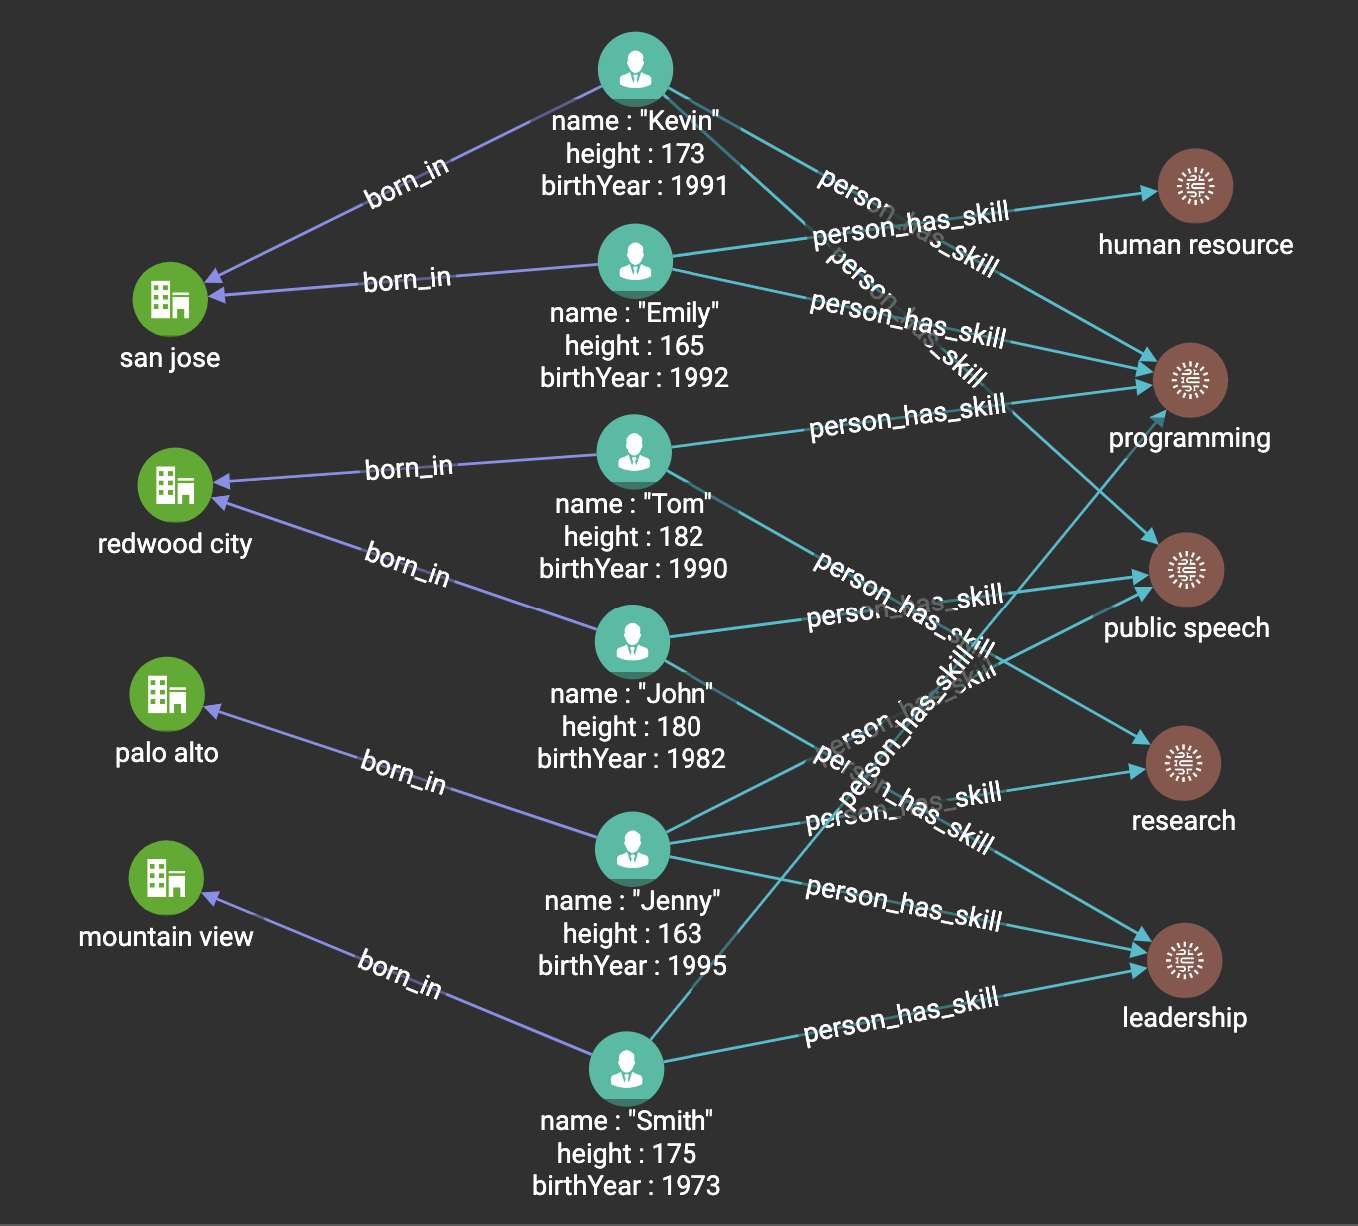 name : "Kevin"
height : 173
birthYear : 1991
born_in
person_has_skill
person_has_skill
human resource
person_has_skill
name : "Emily"
height : 165
birthYear : 1992
born_in
person_has_skill
san jose
programming
person_has_skill
name : "Tom"
height : 182
birthYear : 1990
born_in
redwood city
born_in
person_has_skill
person_has_skill
public speech
name : "John"
height : 180
birthYear : 1982
person_has_skill
person_has_skill
palo alto
born_in
person_has_skill
person_has_skill
research
name : "Jenny"
height : 163
birthYear : 1995
person_has_skill
mountain view
born_in
person_has_skill
leadership
name : "Smith"
height : 175
birthYear : 1973